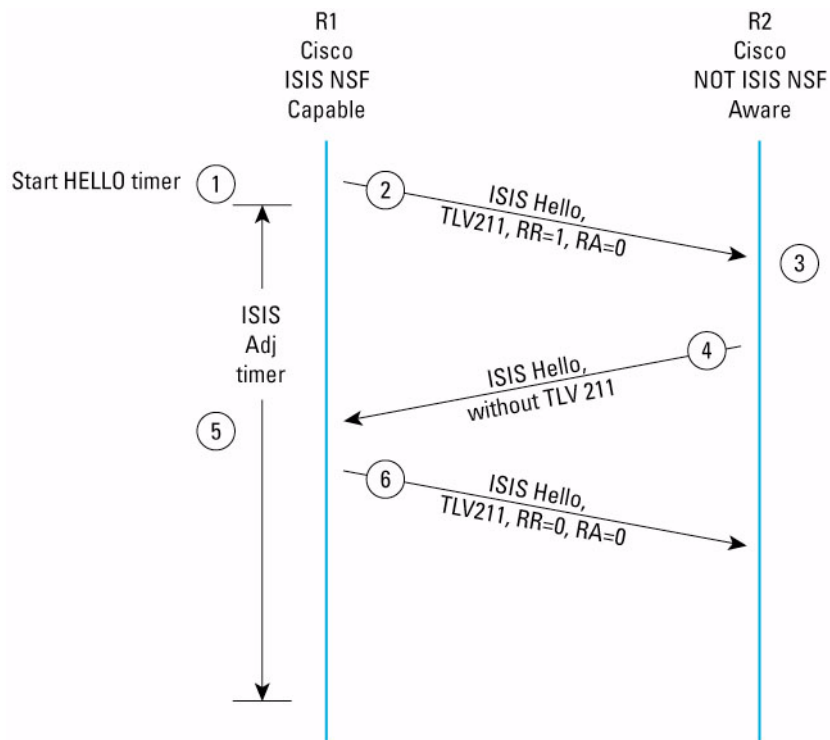 R1
Cisco
ISIS NSF
Capable
R2
Cisco
NOT ISIS NSF
Aware
Start HELLO timer
1
2
ISIS Hello,
TLV211, RR=1, RA=0
3
ISIS
Adj
timer
4
ISIS Hello,
without TLV 211
5
6
ISIS Hello,
TLV211, RR=0, RA=0